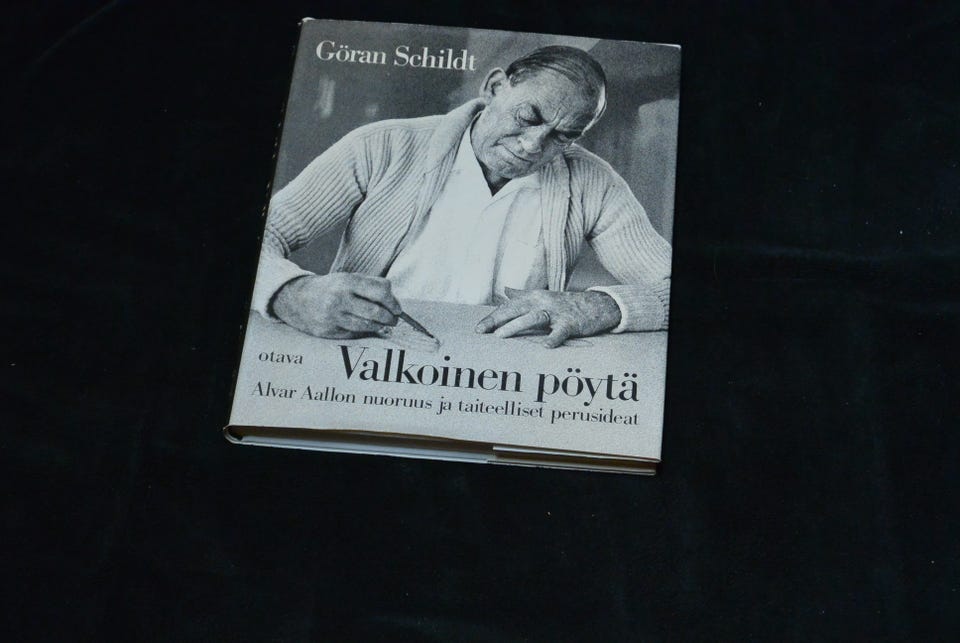 Göran Schildt
otava
Valkoinen pöytä
Alvar Aallon nuoruus ja taiteelliset perusideat